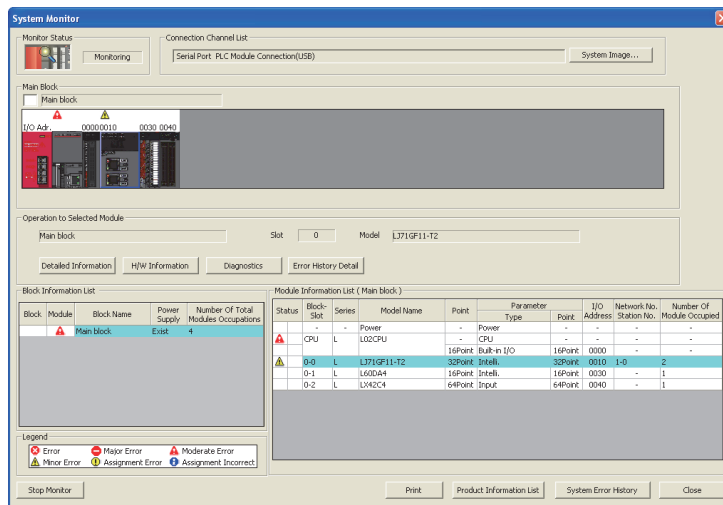 System Monitor
Monitor Status
Monitoring
Connection Channel List
Serial Port PLC Module Connection(USB)
System Image...
Main Block
Main block
I/O Adr. 00000010 0030 0040
Operation to Selected Module
Main block Slot 0 Model LJ71GF11-T2
Detailed Information H/W Information Diagnostics Error History Detail
Block Information List
Block Module Block Name Power Supply Number Of Total Modules Occupations
Main block Exist 4
Module Information List ( Main block )
Status Block-Slot Series Model Name Point Parameter Type Point I/O Address Network No. Station No. Number Of Module Occupied
- - Power - Power - - - -
CPU L L02CPU - CPU - - - -
16Point Built-in I/O 16Point 0000 -
0-0 L LJ71GF11-T2 32Point Intelli. 32Point 0010 1-0 2
0-1 L L60DA4 16Point Intelli. 16Point 0030 - 1
0-2 L LX42C4 64Point Input 64Point 0040 - 1
Legend
Error Major Error Moderate Error
Minor Error Assignment Error Assignment Incorrect
Stop Monitor Print Product Information List System Error History Close